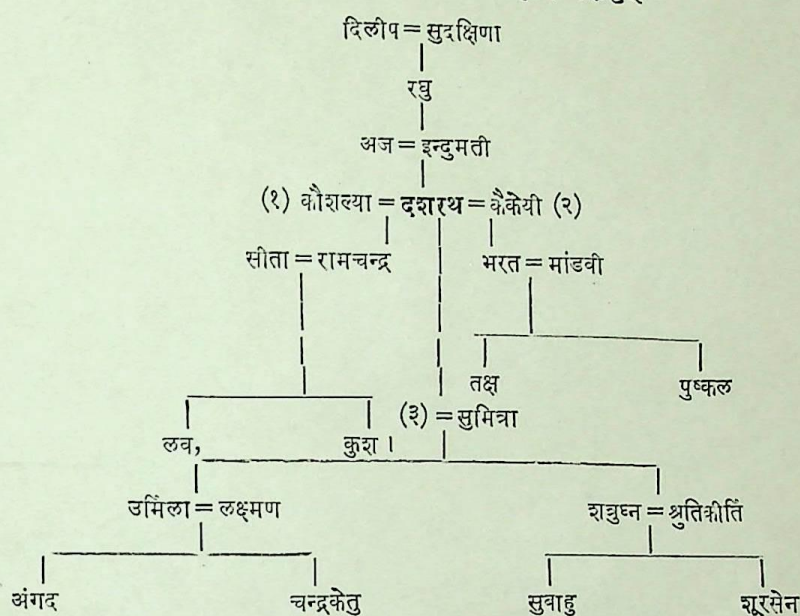 दिलीप = सुदक्षिणा
रघु
अज = इन्दुमती
(१) कौशल्या = दशरथ = कैकेयी (२)
सीता = रामचन्द्र भरत = मांडवी
तक्ष पुष्कल
(३) = सुमित्रा
लव, कुश ।
उर्मिला = लक्ष्मण शत्रुघ्न = श्रुतिकीर्ति
अंगद चन्द्रकेतु सुवाहु शूरसेन